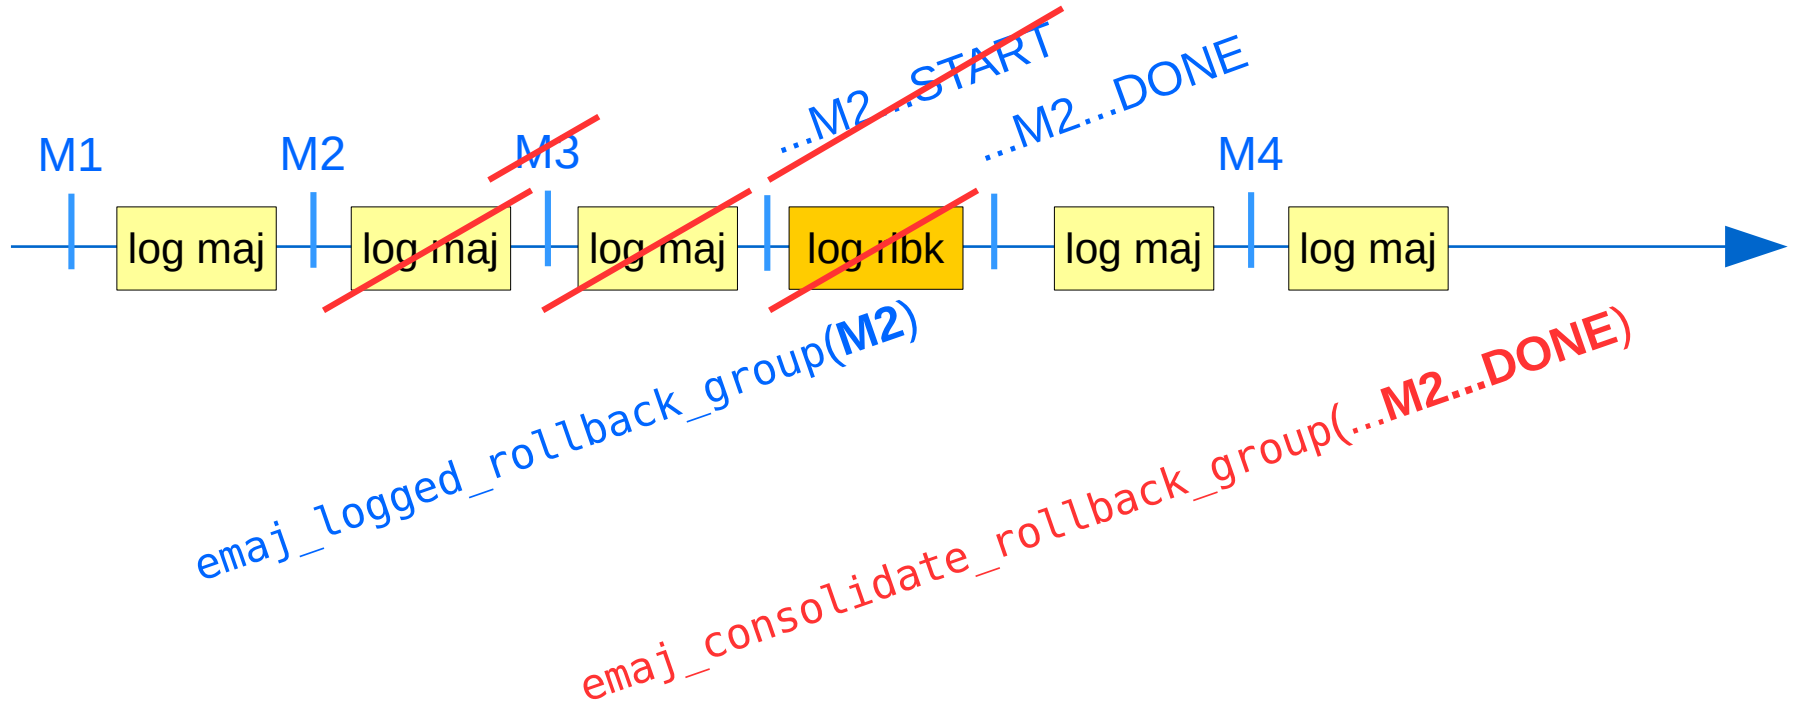 M1
M2
M3
...M2...START
...M2...DONE
M4
log maj
log maj
log maj
log rlbk
log maj
log maj
emaj_logged_rollback_group(M2)
emaj_consolidate_rollback_group(...M2...DONE)